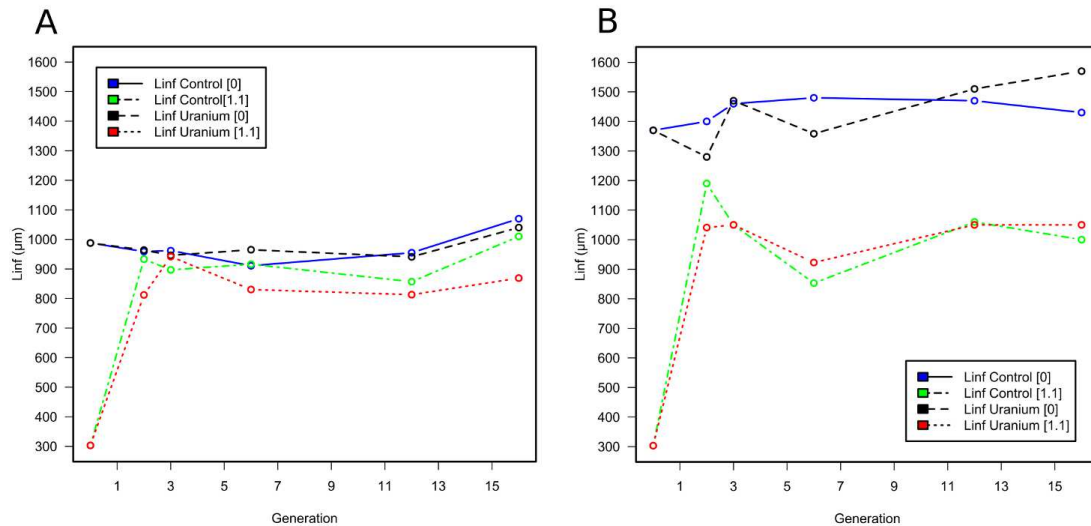 A
1600
1500
1400
1300
1200
1100
1000
900
800
700
600
500
400
300
Linf (µm)
Linf Control [0]
Linf Control[1.1]
Linf Uranium [0]
Linf Uranium [1.1]
1 3 5 7 9 11 13 15
Generation
B
1600
1500
1400
1300
1200
1100
1000
900
800
700
600
500
400
300
Linf (µm)
Linf Control [0]
Linf Control [1.1]
Linf Uranium [0]
Linf Uranium [1.1]
1 3 5 7 9 11 13 15
Generation